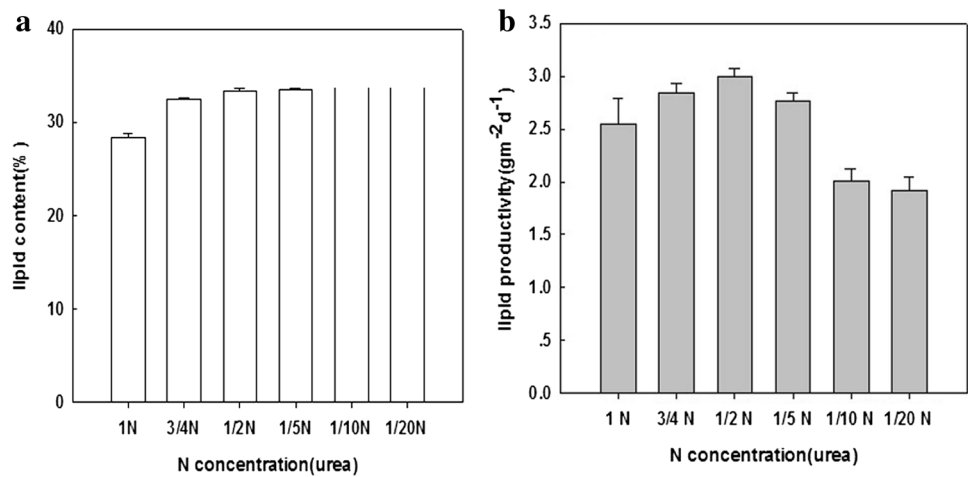 a
40
30
20
10
0
lipid content(%)
1N 3/4N 1/2N 1/5N 1/10N 1/20N
N concentration(urea)
b
3.5
3.0
2.5
2.0
1.5
1.0
.5
0.0
lipid productivity(gm-2d-1)
1 N 3/4 N 1/2 N 1/5 N 1/10 N 1/20 N
N concentration(urea)